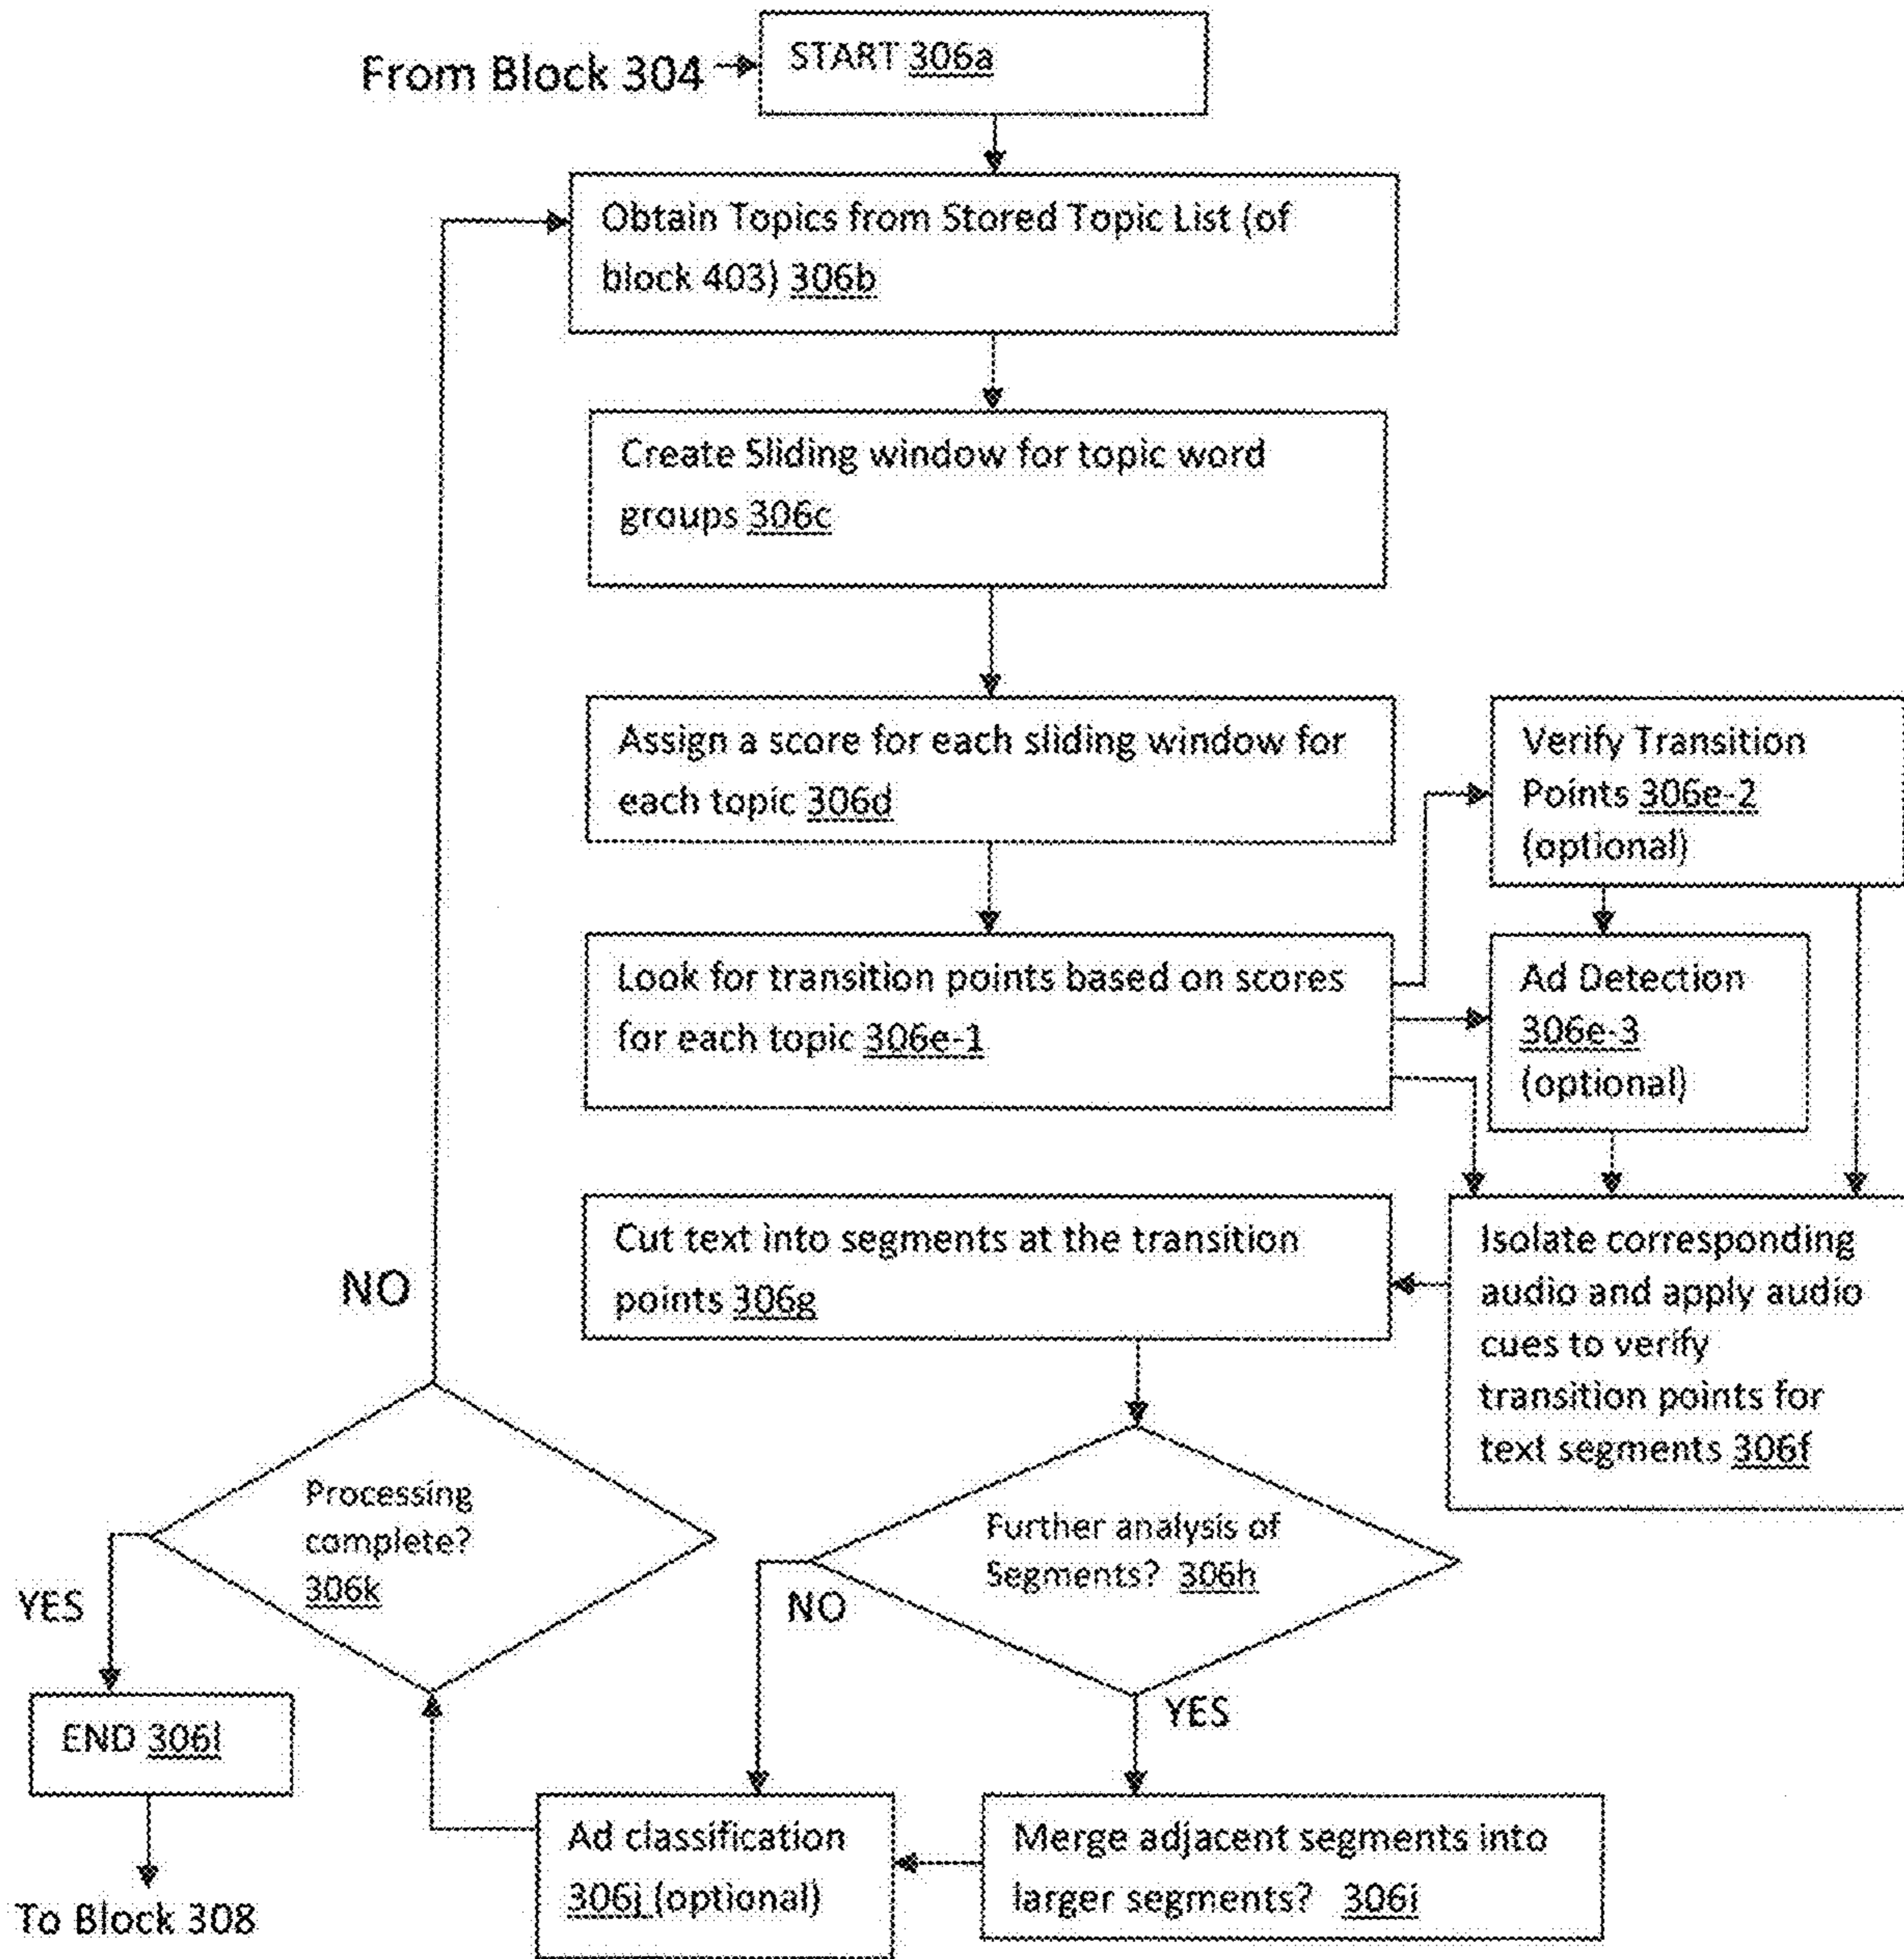 From Block 304
START 306a
Obtain Topics from Stored Topic List (of
block 403) 306b
Create Sliding window for topic word
groups 306c
Assign a score for each sliding window for
each topic 306d
Verify Transition
Points 306e-2
(optional)
Look for transition points based on scores
for each topic 306e-1
Ad Detection
306e-3
(optional)
Cut text into segments at the transition
points 306g
Isolate corresponding
audio and apply audio
cues to verify
transition points for
text segments 306f
NO
Processing
complete?
306k
YES
Further analysis of
Segments? 306h
NO
YES
END 306l
Ad classification
306j (optional)
Merge adjacent segments into
larger segments? 306i
To Block 308